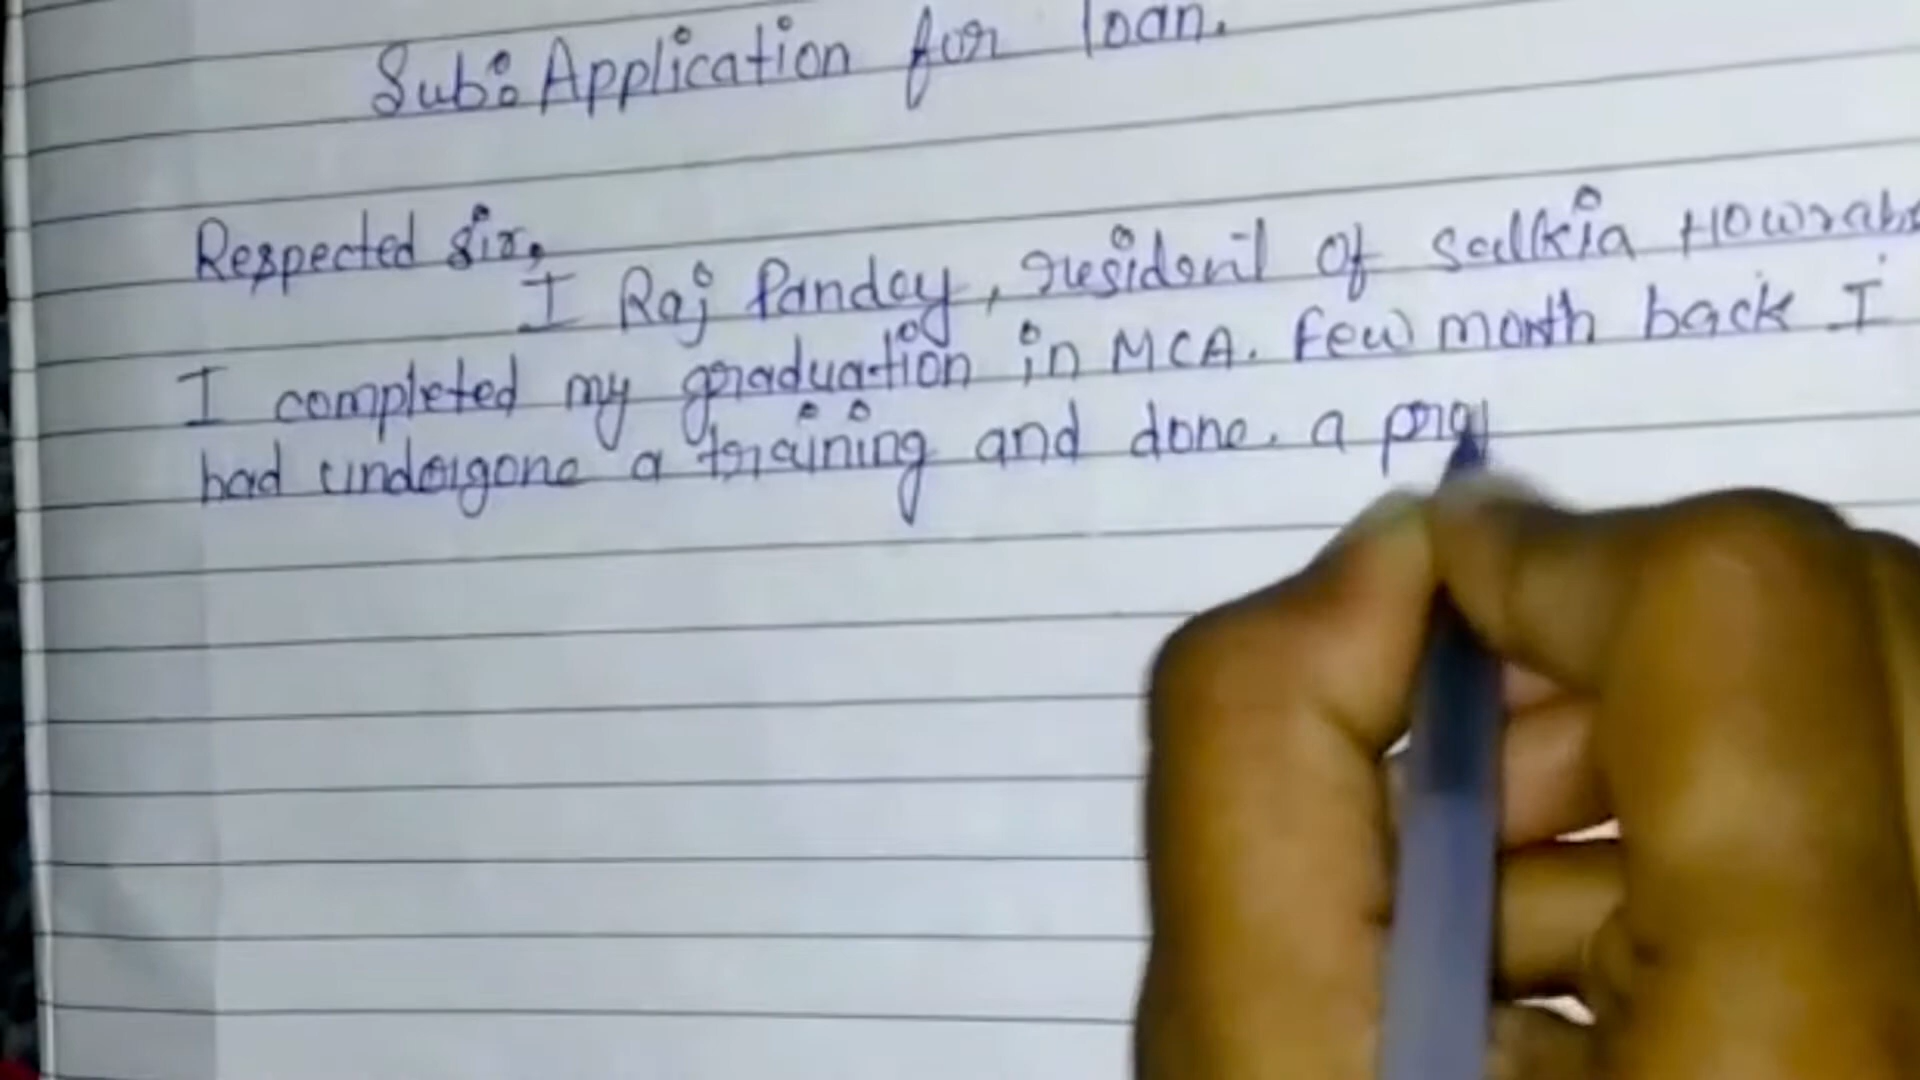 Sub: Application for loan.
Respected sir,
I Raj Pandey, resident of Salkia Howrah
I completed my graduation in MCA. Few month back I
had undergone a training and done. a